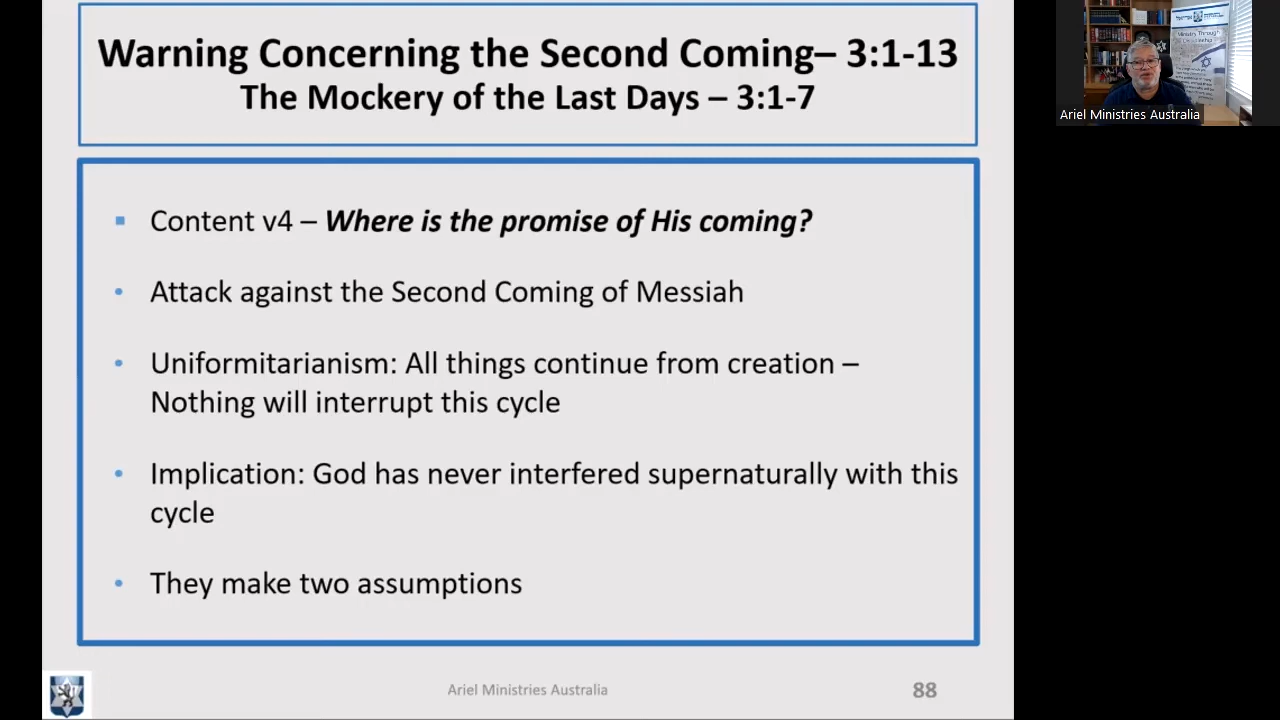 Warning Concerning the Second Coming– 3:1-13
The Mockery of the Last Days – 3:1-7
Content v4 – Where is the promise of His coming?
Attack against the Second Coming of Messiah
Uniformitarianism: All things continue from creation –
Nothing will interrupt this cycle
Implication: God has never interfered supernaturally with this
cycle
They make two assumptions
Ariel Ministries Australia
88
Ministry Through
Ariel Ministries Australia